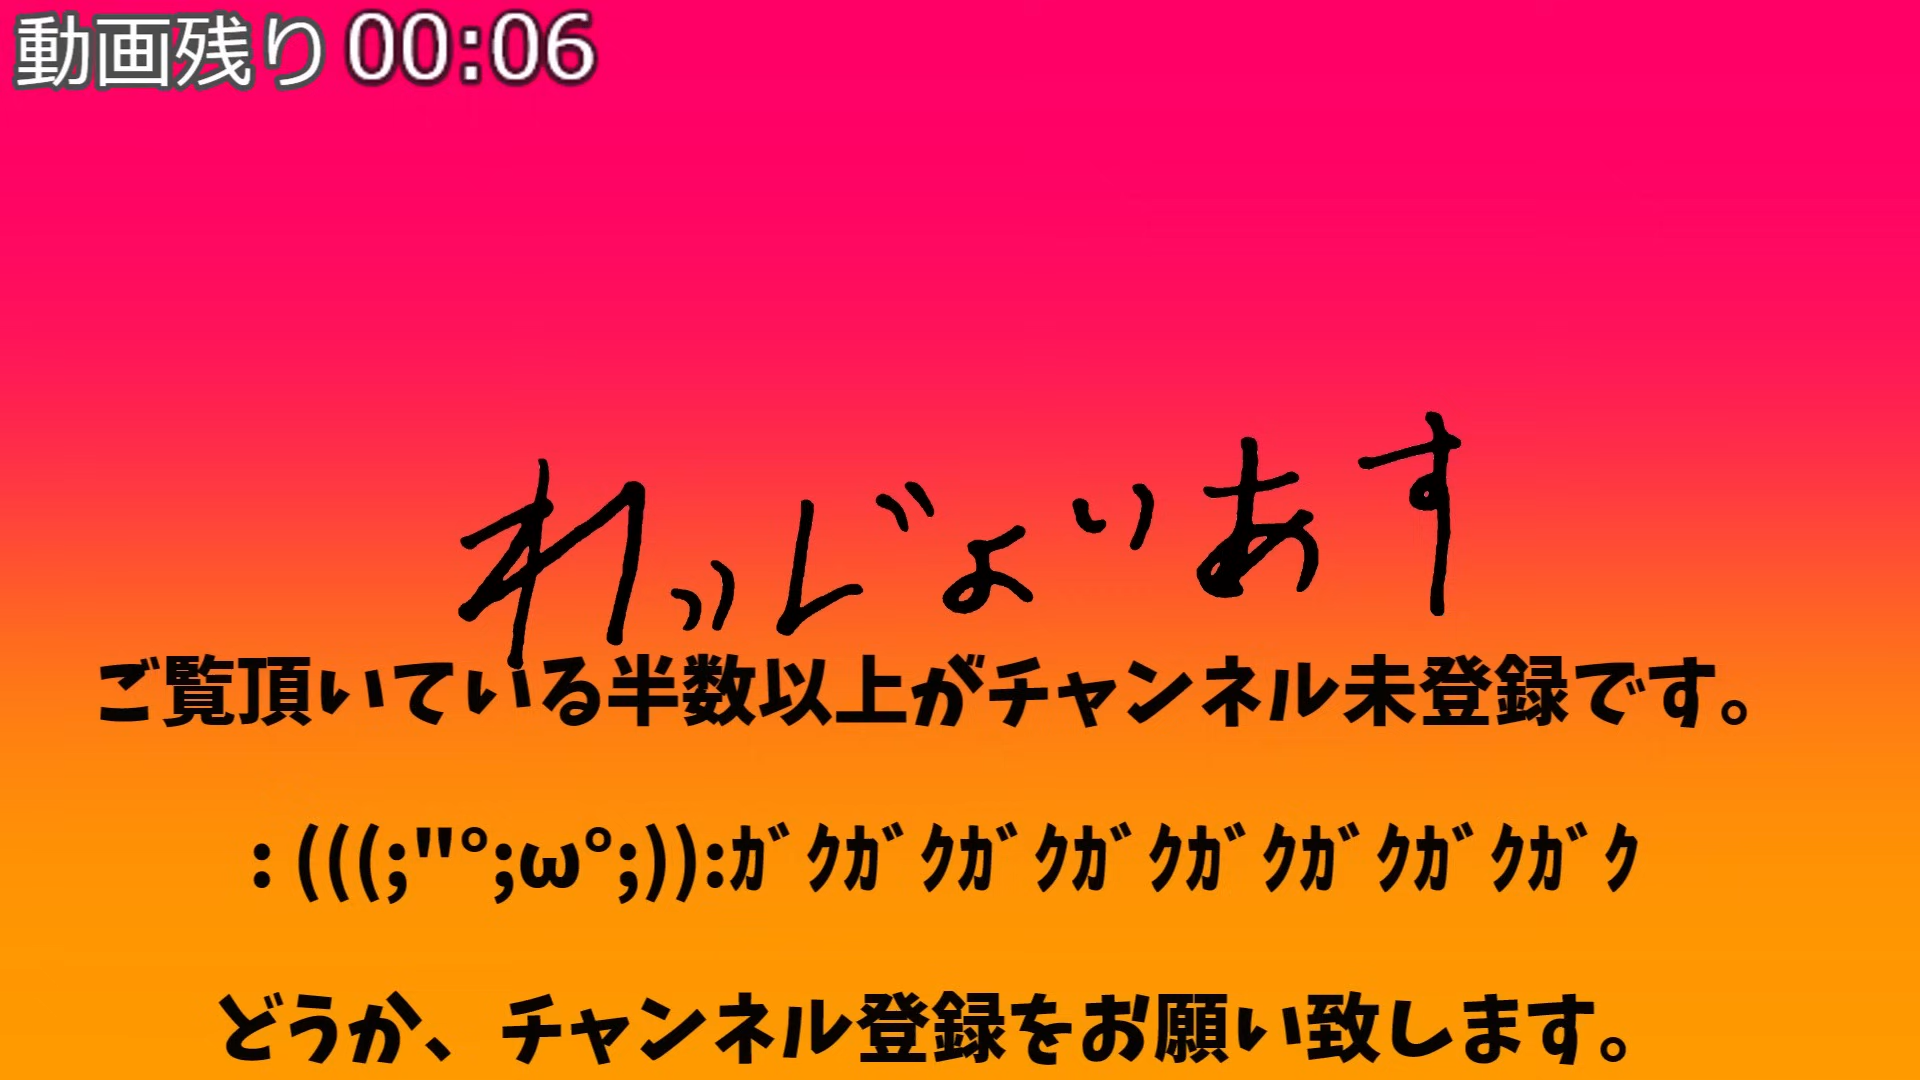 動画残り 00:06
れっじょいあす
ご覧頂いている半数以上がチャンネル未登録です。
: (((;"°;ω°;)):ｶﾞｸｶﾞｸｶﾞｸｶﾞｸｶﾞｸｶﾞｸｶﾞｸｶﾞｸ
どうか、チャンネル登録をお願い致します。